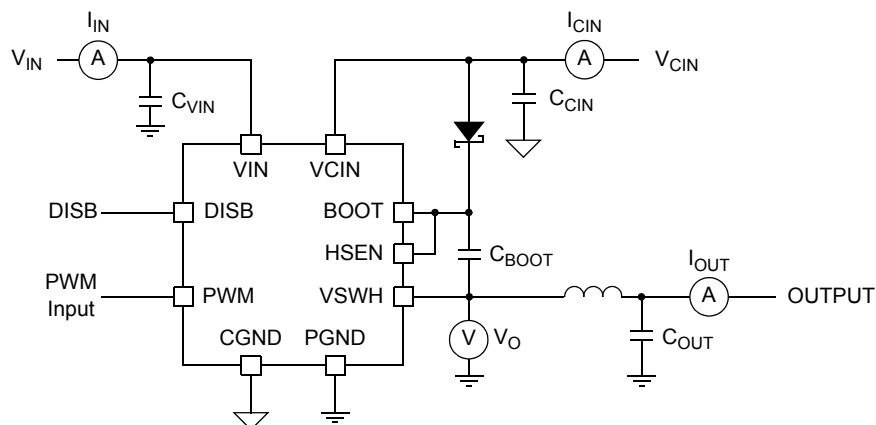 I_IN
I_CIN
V_IN
A
A
V_CIN
C_VIN
C_CIN
VIN
VCIN
DISB
DISB
BOOT
HSEN
C_BOOT
I_OUT
PWM
Input
PWM
VSWH
A
OUTPUT
CGND
PGND
V
V_O
C_OUT